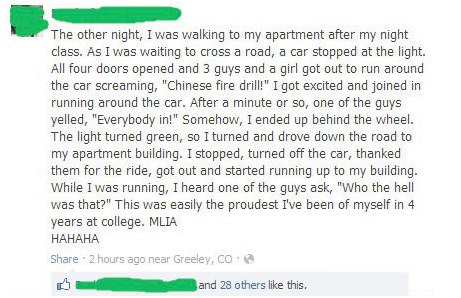 The other night, I was walking to my apartment after my night
class. As I was waiting to cross a road, a car stopped at the light.
All four doors opened and 3 guys and a girl got out to run around
the car screaming, "Chinese fire drill!" I got excited and joined in
running around the car. After a minute or so, one of the guys
yelled, "Everybody in!" Somehow, I ended up behind the wheel.
The light turned green, so I turned and drove down the road to
my apartment building. I stopped, turned off the car, thanked
them for the ride, got out and started running up to my building.
While I was running, I heard one of the guys ask, "Who the hell
was that?" This was easily the proudest I've been of myself in 4
years at college. MLIA
HAHAHA
Share · 2 hours ago near Greeley, CO ·
and 28 others like this.